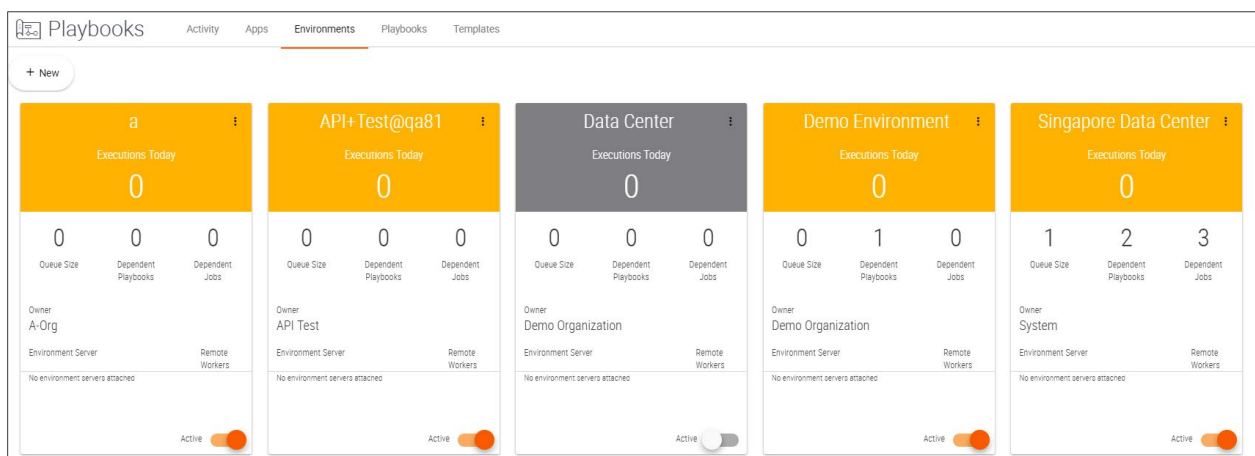 Playbooks
Activity Apps Environments Playbooks Templates
+ New
a
Executions Today
0
0 0 0
Queue Size Dependent Playbooks Dependent Jobs
Owner
A-Org
Environment Server Remote Workers
No environment servers attached
Active
API+Test@qa81
Executions Today
0
0 0 0
Queue Size Dependent Playbooks Dependent Jobs
Owner
API Test
Environment Server Remote Workers
No environment servers attached
Active
Data Center
Executions Today
0
0 0 0
Queue Size Dependent Playbooks Dependent Jobs
Owner
Demo Organization
Environment Server Remote Workers
No environment servers attached
Active
Demo Environment
Executions Today
0
0 1 0
Queue Size Dependent Playbooks Dependent Jobs
Owner
Demo Organization
Environment Server Remote Workers
No environment servers attached
Active
Singapore Data Center
Executions Today
0
1 2 3
Queue Size Dependent Playbooks Dependent Jobs
Owner
System
Environment Server Remote Workers
No environment servers attached
Active